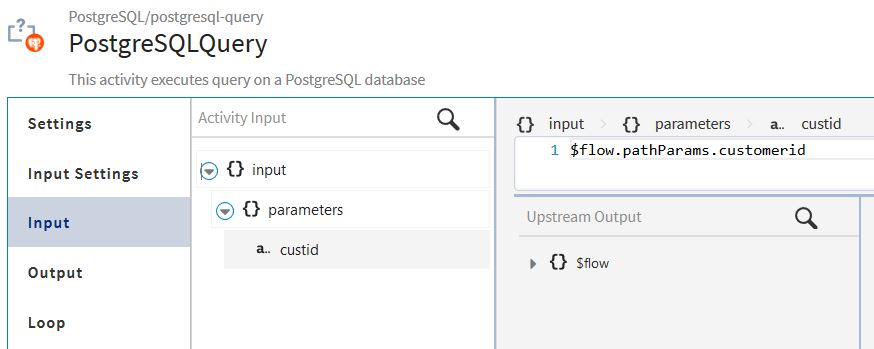 PostgreSQL/postgresql-query
PostgreSQLQuery
This activity executes query on a PostgreSQL database
Settings
Input Settings
Input
Output
Loop
Activity Input
{} input
{} parameters
a.. custid
{} input > {} parameters > a.. custid
1 $flow.pathParams.customerid
Upstream Output
{} $flow